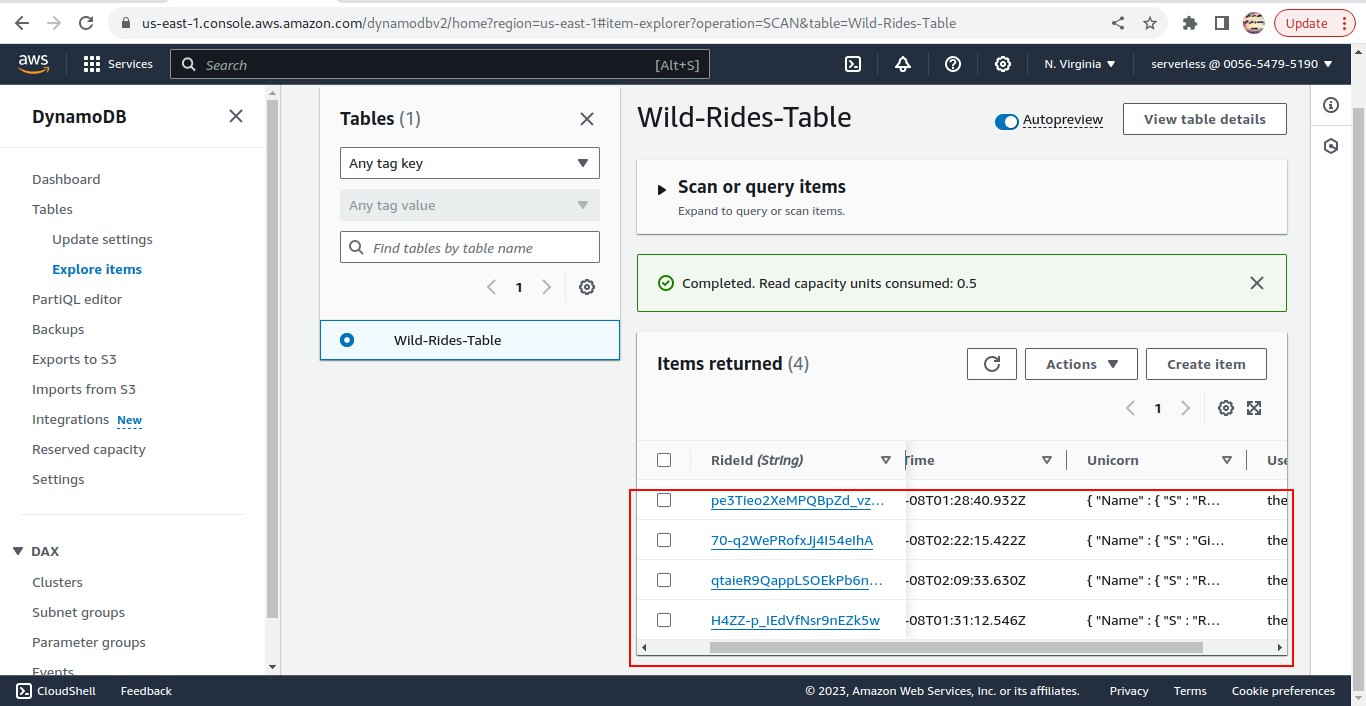 us-east-1.console.aws.amazon.com/dynamodbv2/home?region=us-east-1#item-explorer?operation=SCAN&table=Wild-Rides-Table
Update
aws
Services
Search
[Alt+S]
N. Virginia
serverless @ 0056-5479-5190
DynamoDB
Dashboard
Tables
Update settings
Explore items
PartiQL editor
Backups
Exports to S3
Imports from S3
Integrations New
Reserved capacity
Settings
DAX
Clusters
Subnet groups
Parameter groups
Events
Tables (1)
Any tag key
Any tag value
Find tables by table name
1
Wild-Rides-Table
Wild-Rides-Table
Autopreview
View table details
Scan or query items
Expand to query or scan items.
Completed. Read capacity units consumed: 0.5
Items returned (4)
Actions
Create item
1
RideId (String) Time Unicorn Use
pe3Tieo2XeMPQBpZd_vz… -08T01:28:40.932Z { "Name" : { "S" : "R… the
70-q2WePRofxJj4I54eIhA -08T02:22:15.422Z { "Name" : { "S" : "Gi… the
qtaieR9QappLSOEkPb6n… -08T02:09:33.630Z { "Name" : { "S" : "R… the
H4ZZ-p_IEdVfNsr9nEZk5w -08T01:31:12.546Z { "Name" : { "S" : "R… the
CloudShell
Feedback
© 2023, Amazon Web Services, Inc. or its affiliates.
Privacy
Terms
Cookie preferences